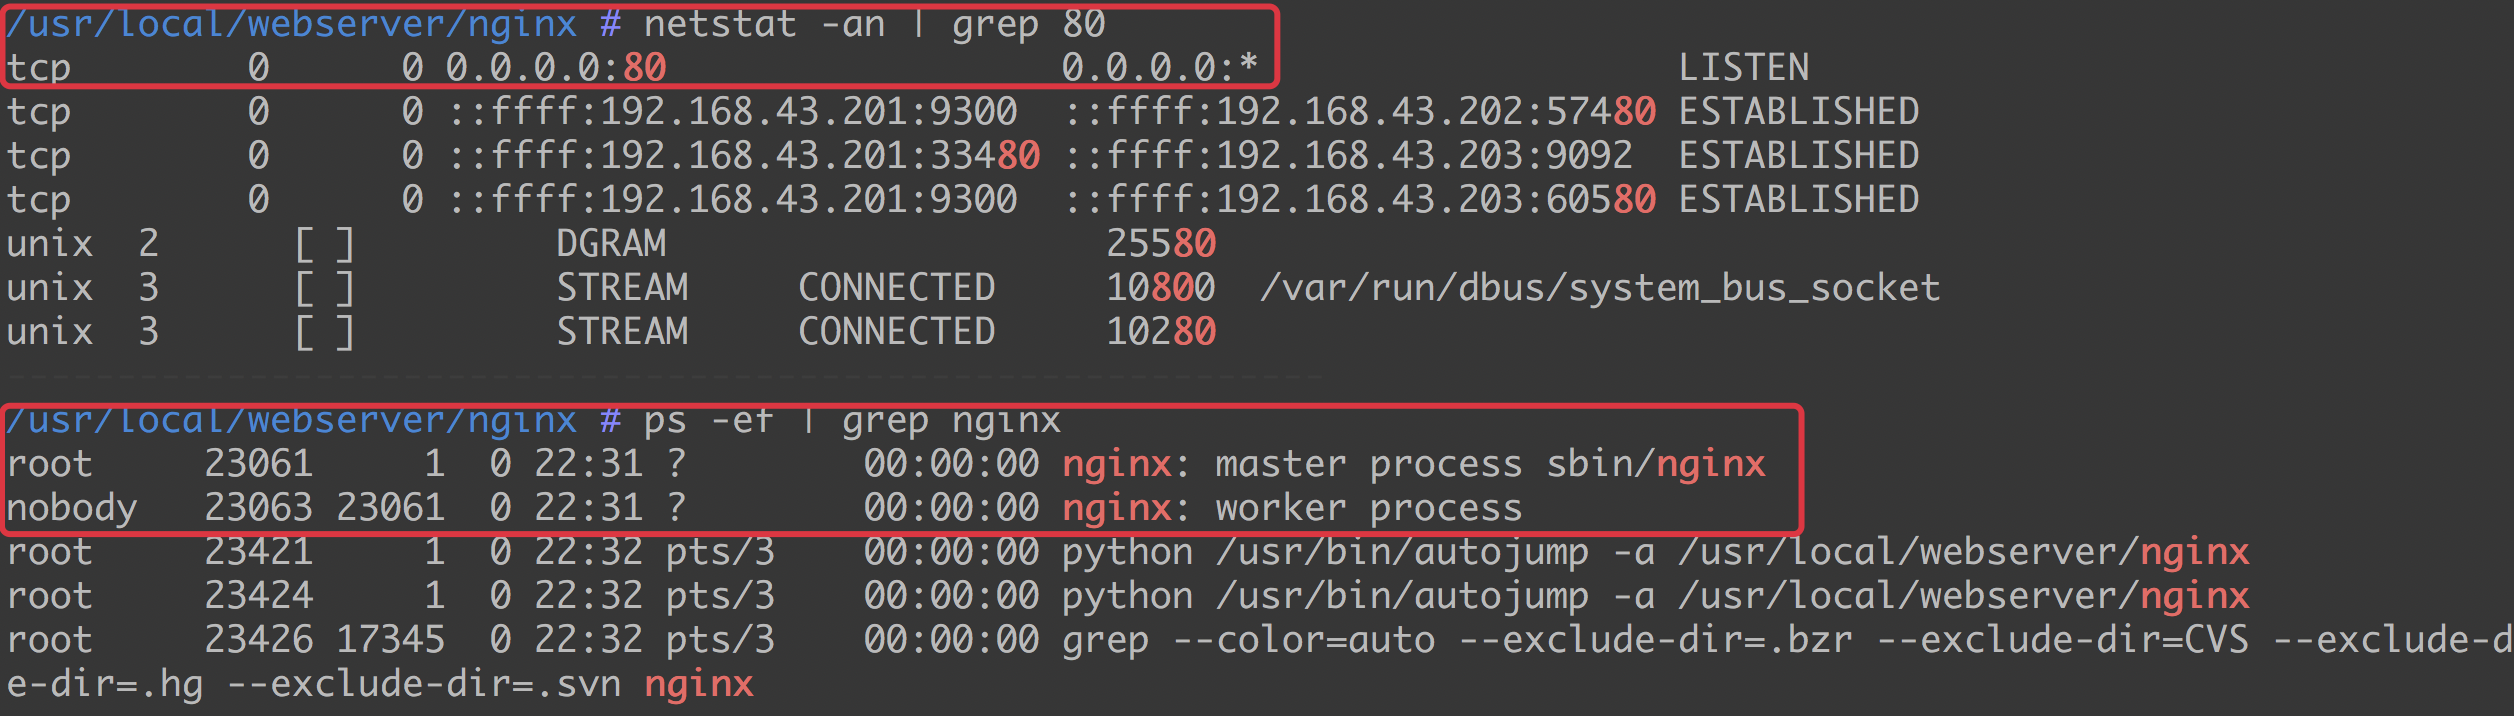 /usr/local/webserver/nginx # netstat -an | grep 80
tcp        0      0 0.0.0.0:80                  0.0.0.0:*                   LISTEN
tcp        0      0 ::ffff:192.168.43.201:9300  ::ffff:192.168.43.202:57480 ESTABLISHED
tcp        0      0 ::ffff:192.168.43.201:33480 ::ffff:192.168.43.203:9092  ESTABLISHED
tcp        0      0 ::ffff:192.168.43.201:9300  ::ffff:192.168.43.203:60580 ESTABLISHED
unix  2      [ ]         DGRAM                    25580
unix  3      [ ]         STREAM     CONNECTED     10800  /var/run/dbus/system_bus_socket
unix  3      [ ]         STREAM     CONNECTED     10280
/usr/local/webserver/nginx # ps -ef | grep nginx
root     23061     1  0 22:31 ?        00:00:00 nginx: master process sbin/nginx
nobody   23063 23061  0 22:31 ?        00:00:00 nginx: worker process
root     23421     1  0 22:32 pts/3    00:00:00 python /usr/bin/autojump -a /usr/local/webserver/nginx
root     23424     1  0 22:32 pts/3    00:00:00 python /usr/bin/autojump -a /usr/local/webserver/nginx
root     23426 17345  0 22:32 pts/3    00:00:00 grep --color=auto --exclude-dir=.bzr --exclude-dir=CVS --exclude-d
e-dir=.hg --exclude-dir=.svn nginx